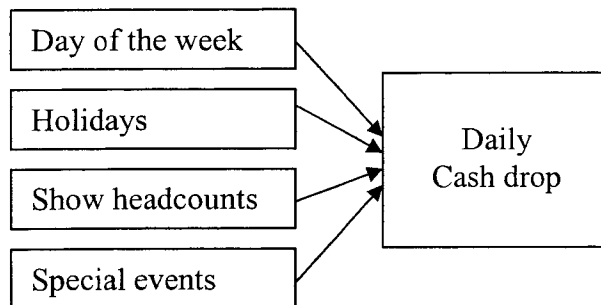 Day of the week
Holidays
Show headcounts
Special events
Daily
Cash drop